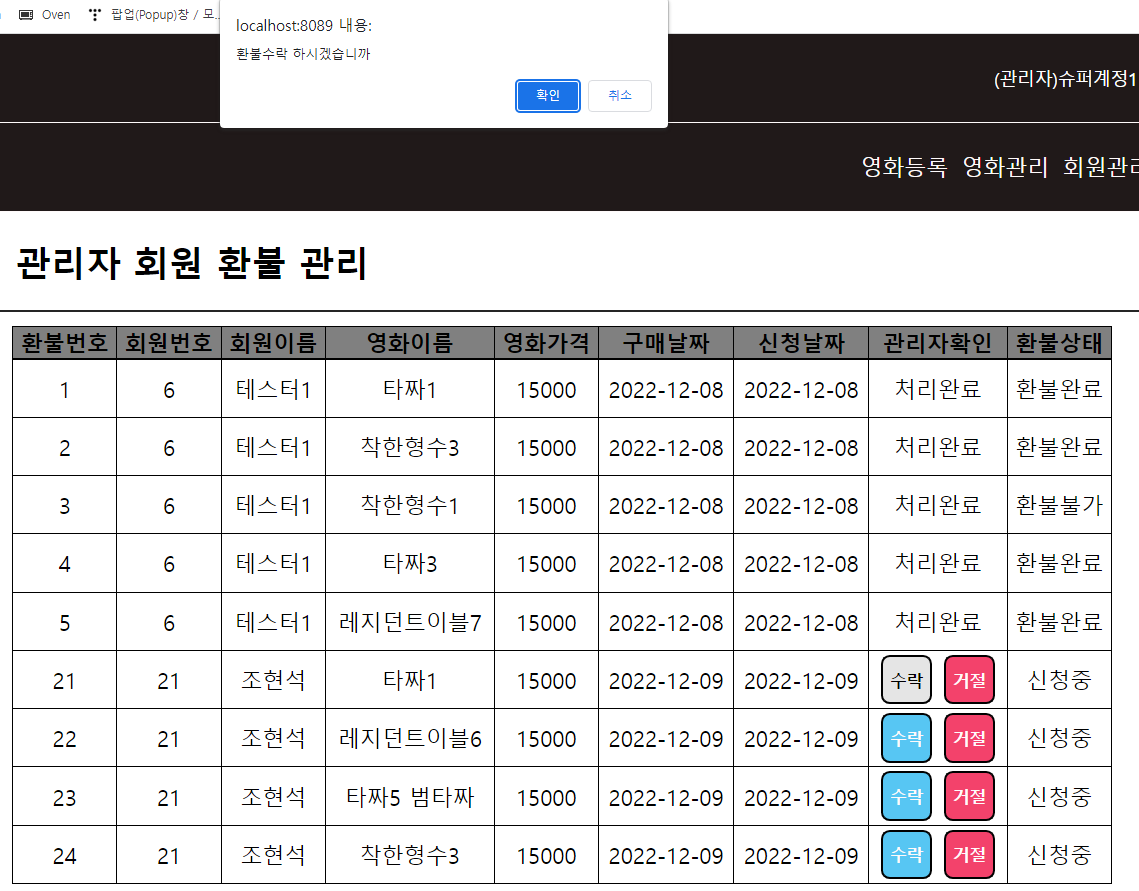 Oven 팝업(Popup)창 / 모...
localhost:8089 내용:
환불수락 하시겠습니까
확인 취소
(관리자)슈퍼계정1
영화등록 영화관리 회원관리
관리자 회원 환불 관리
환불번호 회원번호 회원이름 영화이름 영화가격 구매날짜 신청날짜 관리자확인 환불상태
1 6 테스터1 타짜1 15000 2022-12-08 2022-12-08 처리완료 환불완료
2 6 테스터1 착한형수3 15000 2022-12-08 2022-12-08 처리완료 환불완료
3 6 테스터1 착한형수1 15000 2022-12-08 2022-12-08 처리완료 환불불가
4 6 테스터1 타짜3 15000 2022-12-08 2022-12-08 처리완료 환불완료
5 6 테스터1 레지던트이블7 15000 2022-12-08 2022-12-08 처리완료 환불완료
21 21 조현석 타짜1 15000 2022-12-09 2022-12-09 수락 거절 신청중
22 21 조현석 레지던트이블6 15000 2022-12-09 2022-12-09 수락 거절 신청중
23 21 조현석 타짜5 범타짜 15000 2022-12-09 2022-12-09 수락 거절 신청중
24 21 조현석 착한형수3 15000 2022-12-09 2022-12-09 수락 거절 신청중